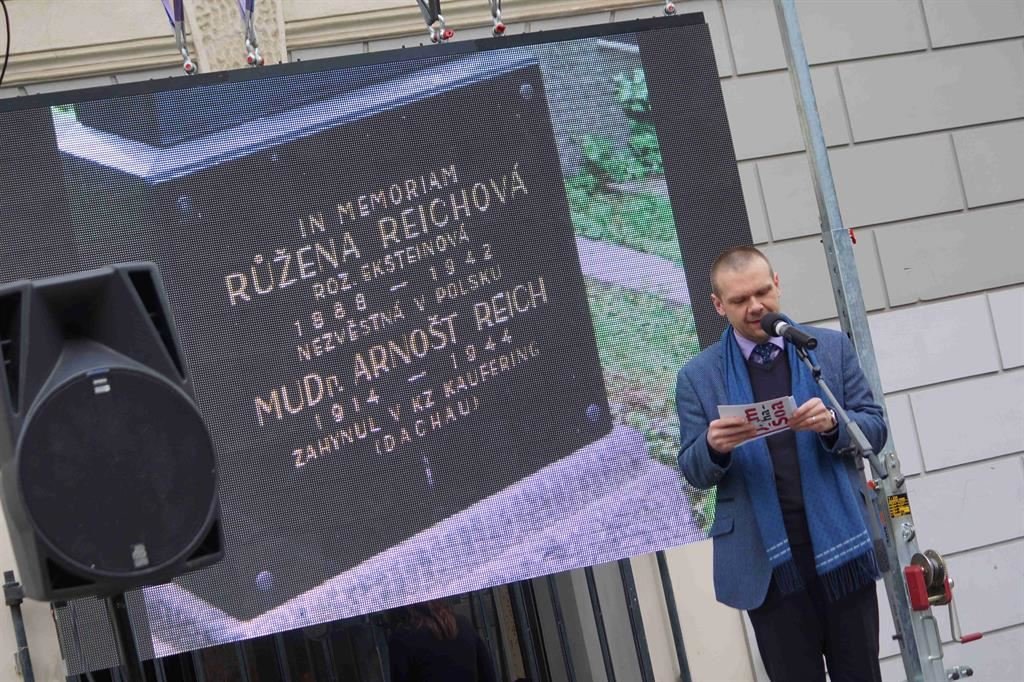 IN MEMORIAM
RŮŽENA REICHOVÁ
ROZ. EKSTEINOVÁ
1888 – 1942
NEZVĚSTNÁ V POLSKU
MUDr. ARNOŠT REICH
1914 – 1944
ZAHYNUL V KZ KAUFERING
(DACHAU)